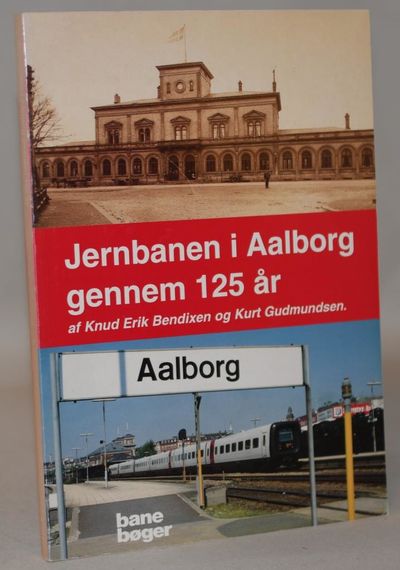 Jernbanen i Aalborg
gennem 125 år
af Knud Erik Bendixen og Kurt Gudmundsen.
Aalborg
bane
bøger